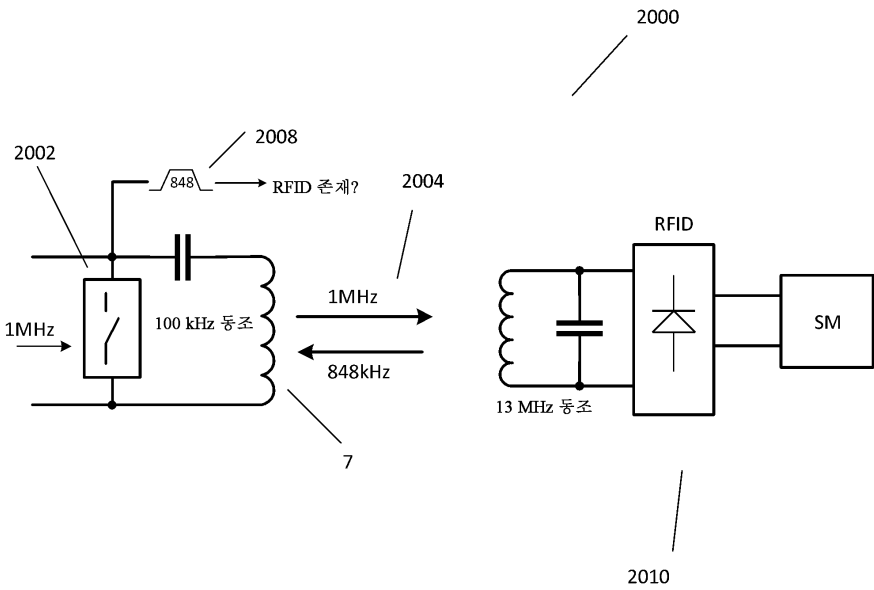 2000
2008
2002
848
RFID 존재?
2004
RFID
1MHz
1MHz
100 kHz 동조
848kHz
SM
13 MHz 동조
7
2010